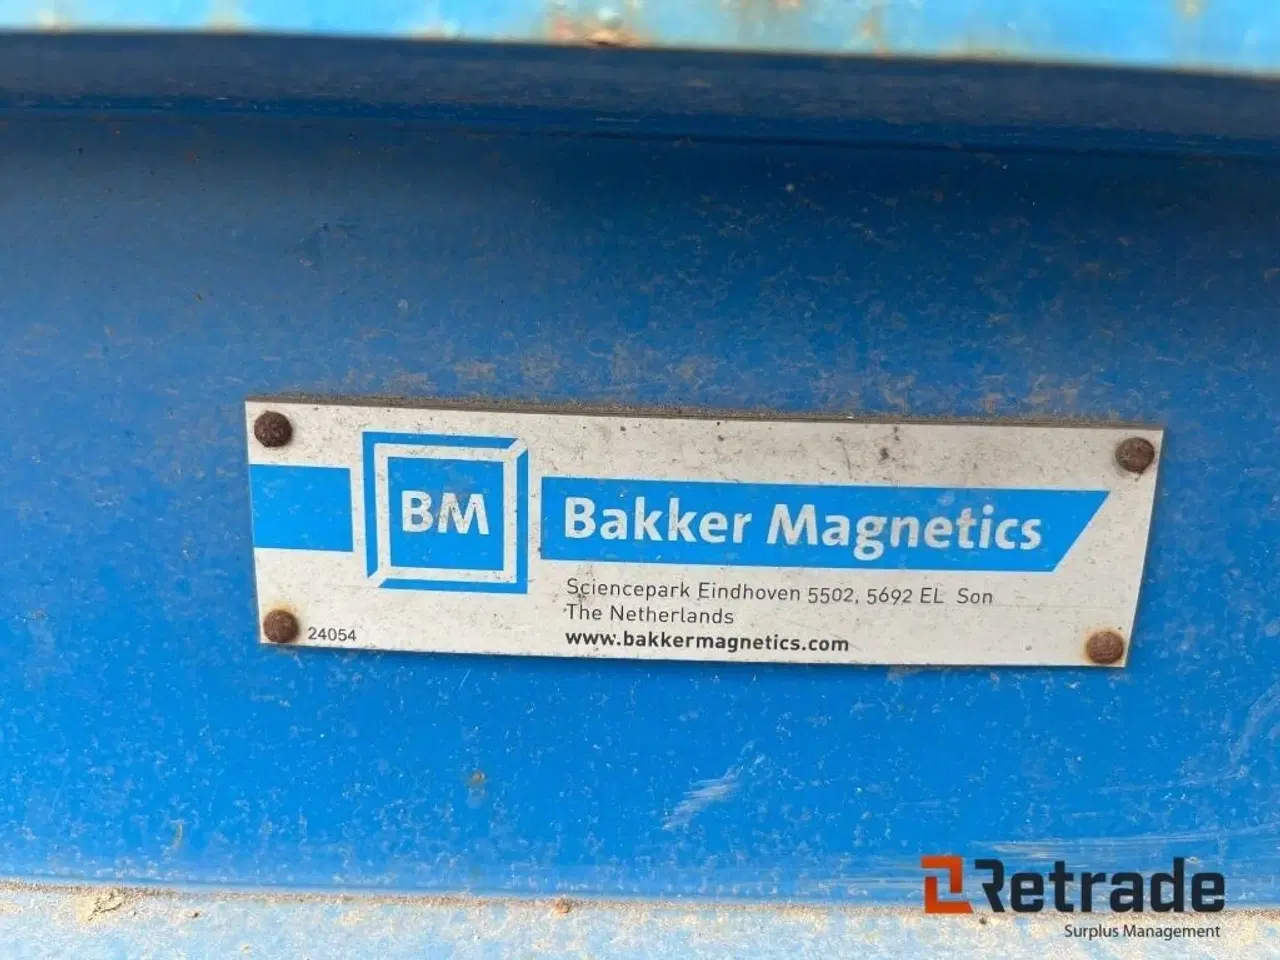 BM
Bakker Magnetics
Sciencepark Eindhoven 5502, 5692 EL Son
The Netherlands
www.bakkermagnetics.com
24054
Retrade
Surplus Management